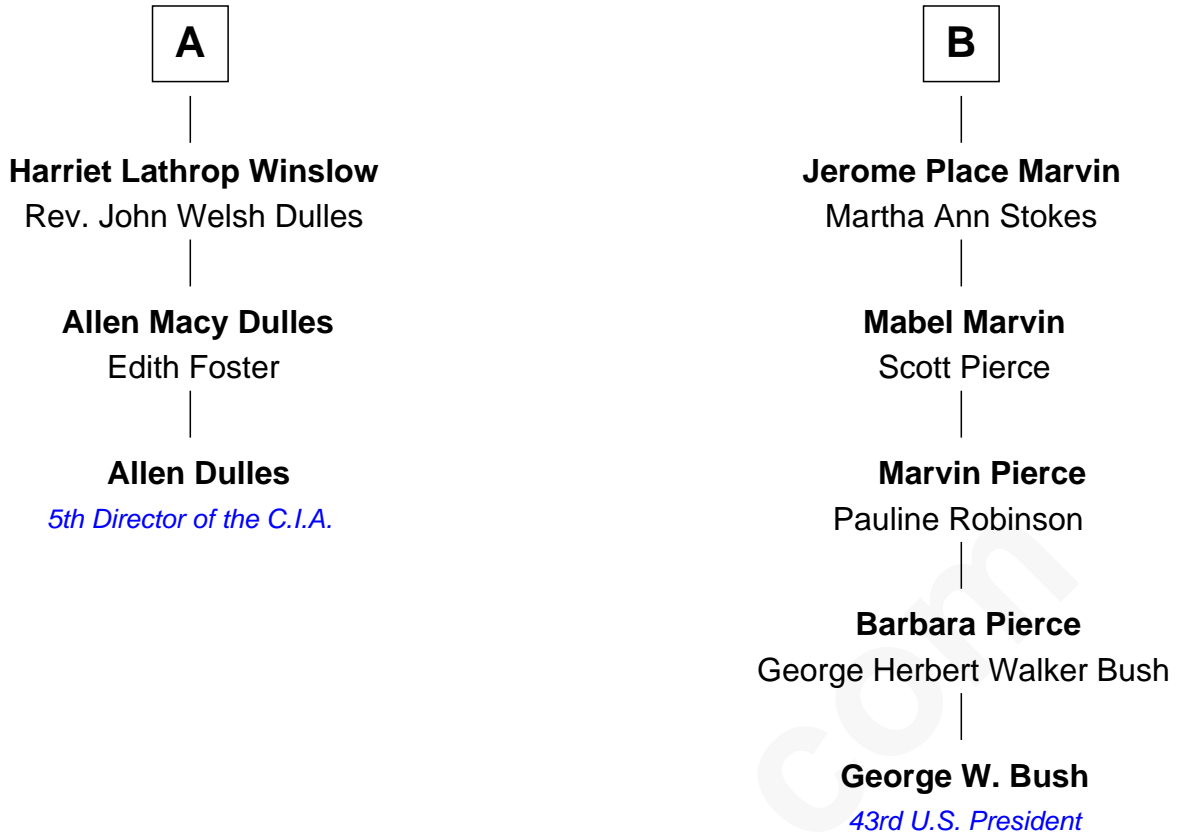 A
Harriet Lathrop Winslow
Rev. John Welsh Dulles
Allen Macy Dulles
Edith Foster
Allen Dulles
5th Director of the C.I.A.
B
Jerome Place Marvin
Martha Ann Stokes
Mabel Marvin
Scott Pierce
Marvin Pierce
Pauline Robinson
Barbara Pierce
George Herbert Walker Bush
George W. Bush
43rd U.S. President
com